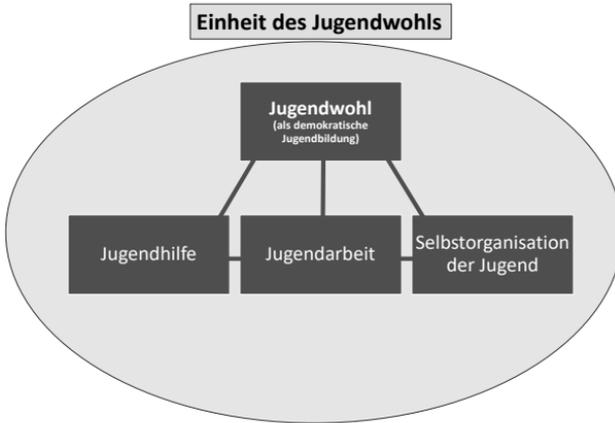 Einheit des Jugendwohls
Jugendwohl
(als demokratische
Jugendbildung)
Jugendhilfe
Jugendarbeit
Selbstorganisation
der Jugend